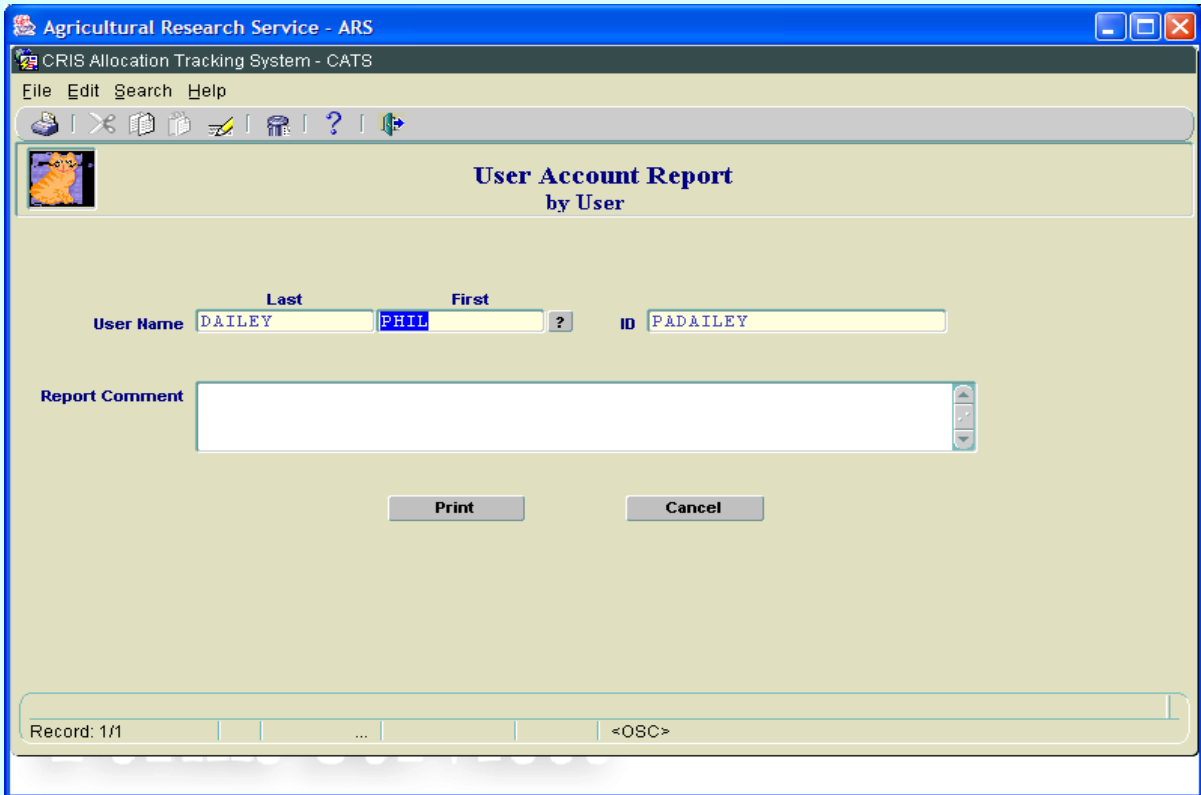 Agricultural Research Service - ARS
CRIS Allocation Tracking System - CATS
File Edit Search Help
?
User Account Report
by User
Last First
User Name DAILEY PHIL ? ID PADAILEY
Report Comment
Print Cancel
Record: 1/1 ... <OSC>